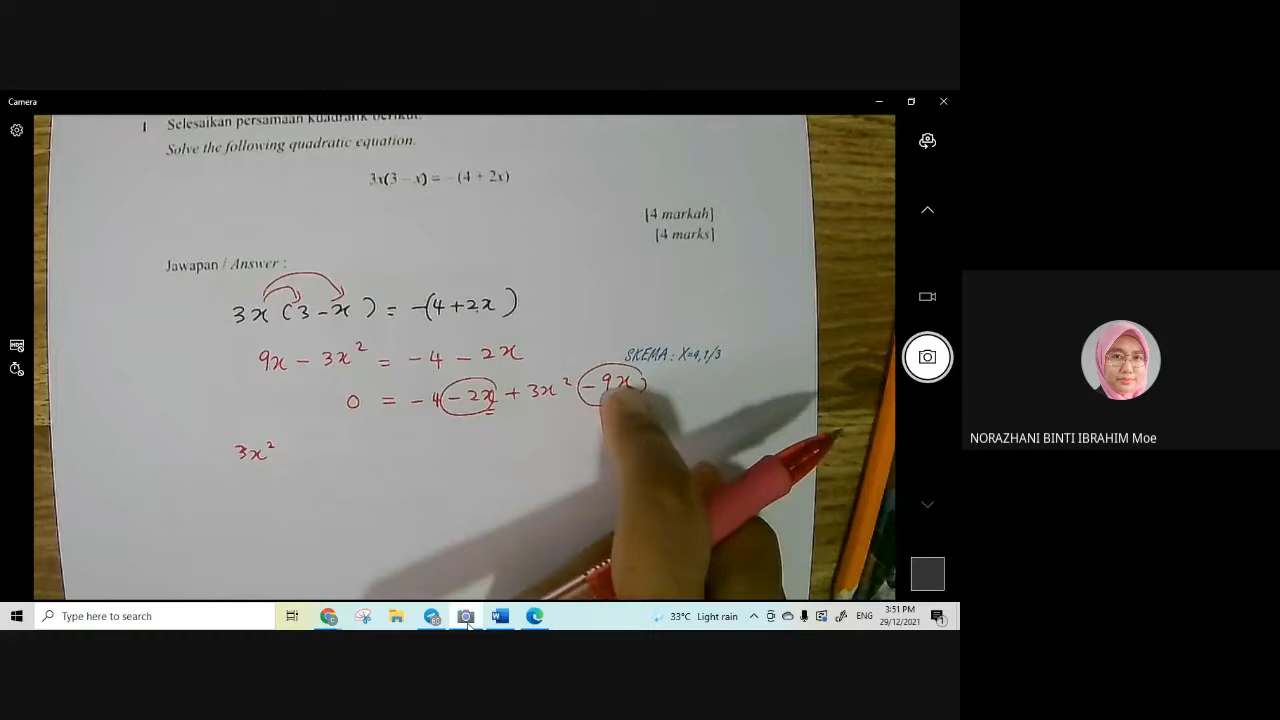 Camera
1 Selesaikan persamaan kuadratik berikut.
Solve the following quadratic equation.
3x(3 – x) = – (4 + 2x)
[4 markah]
[4 marks]
Jawapan / Answer :
3x (3 - x ) = -(4 + 2x )
9x - 3x² = - 4 - 2x
SKEMA : X=4, 1/3
0 = - 4 - 2x + 3x² - 9x
3x²
NORAZHANI BINTI IBRAHIM Moe
Type here to search
33°C Light rain
ENG
3:51 PM
29/12/2021